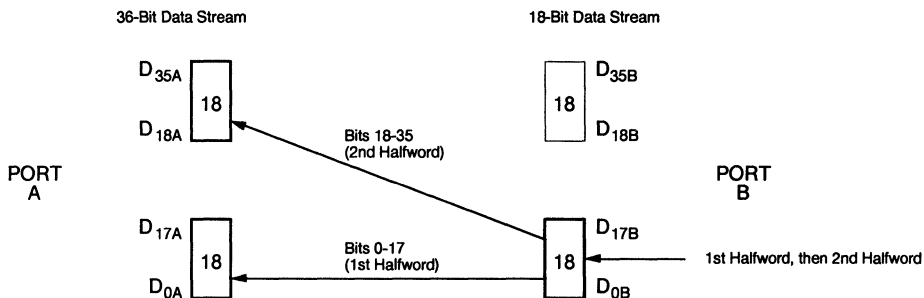 36-Bit Data Stream
18-Bit Data Stream
D35A
18
D18A
D35B
18
D18B
Bits 18-35
(2nd Halfword)
PORT
A
PORT
B
D17A
18
D0A
Bits 0-17
(1st Halfword)
D17B
18
D0B
1st Halfword, then 2nd Halfword